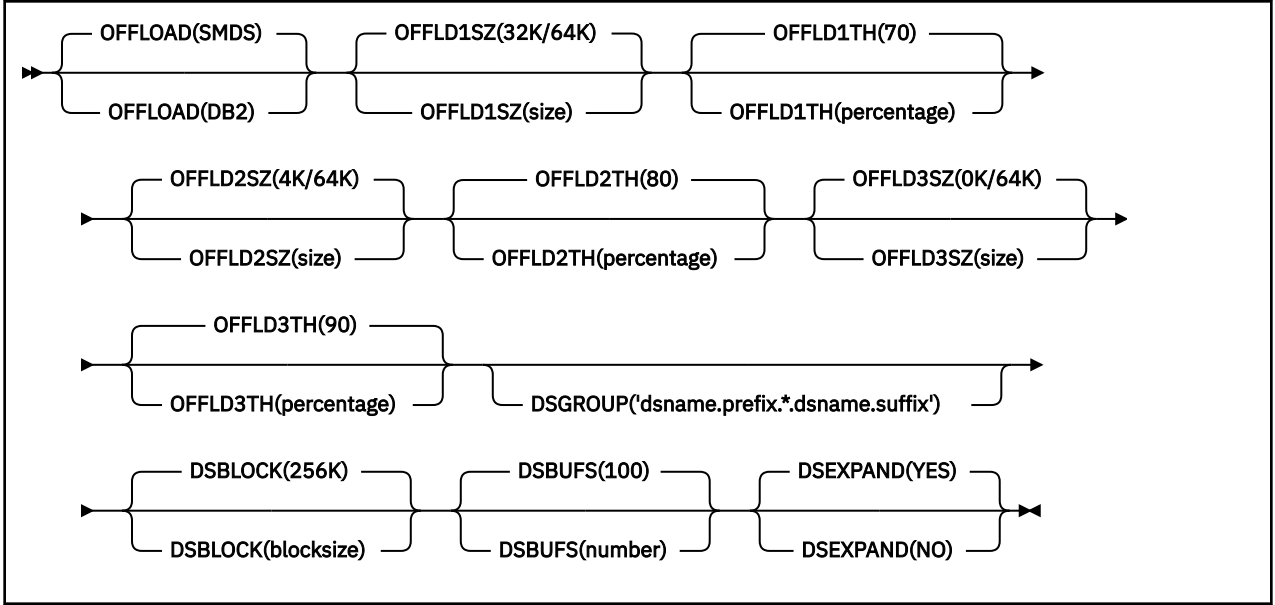 OFFLOAD(SMDS) OFFLD1SZ(32K/64K) OFFLD1TH(70)
OFFLOAD(DB2) OFFLD1SZ(size) OFFLD1TH(percentage)
OFFLD2SZ(4K/64K) OFFLD2TH(80) OFFLD3SZ(0K/64K)
OFFLD2SZ(size) OFFLD2TH(percentage) OFFLD3SZ(size)
OFFLD3TH(90)
OFFLD3TH(percentage) DSGROUP('dsname.prefix.*.dsname.suffix')
DSBLOCK(256K) DSBUFS(100) DSEXPAND(YES)
DSBLOCK(blocksize) DSBUFS(number) DSEXPAND(NO)